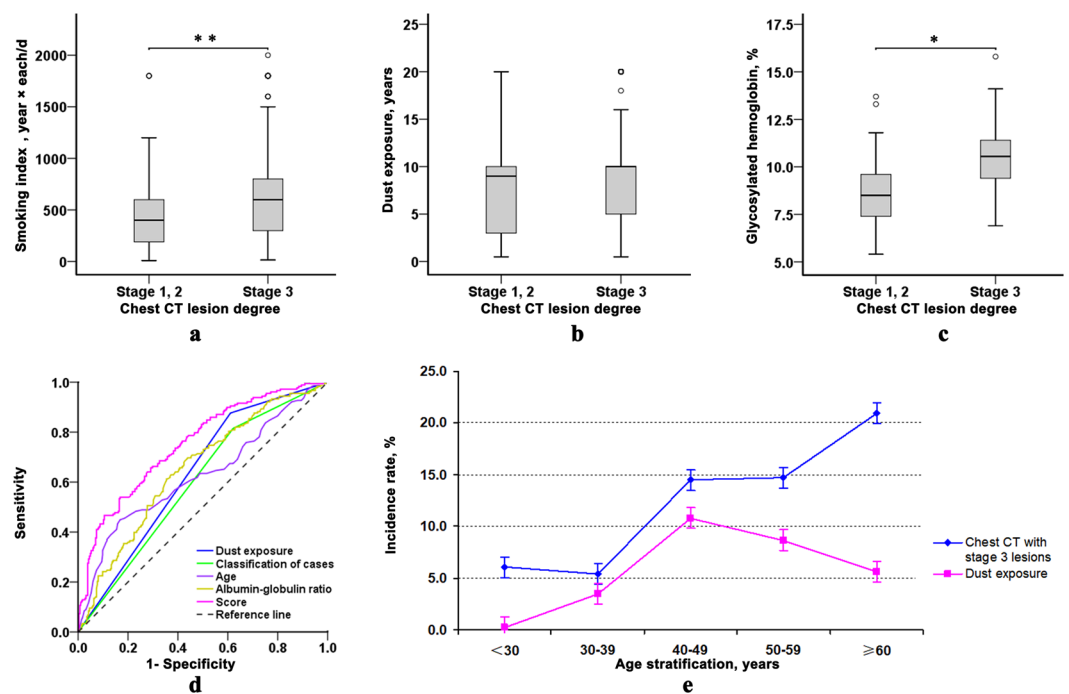 Smoking index , year × each/d
2000
1500
1000
500
0
* *
Stage 1, 2
Stage 3
Chest CT lesion degree
a
Dust exposure, years
25
20
15
10
5
0
Stage 1, 2
Stage 3
Chest CT lesion degree
b
Glycosylated hemoglobin, %
15.0
12.5
10.0
7.5
5.0
*
Stage 1, 2
Stage 3
Chest CT lesion degree
c
Sensitivity
1.0
0.8
0.6
0.4
0.2
0.0
Dust exposure
Classification of cases
Age
Albumin-globulin ratio
Score
Reference line
0.0 0.2 0.4 0.6 0.8 1.0
1- Specificity
d
Incidence rate, %
25.0
20.0
15.0
10.0
5.0
0.0
Chest CT with
stage 3 lesions
Dust exposure
<30 30-39 40-49 50-59 ⩾60
Age stratification, years
e